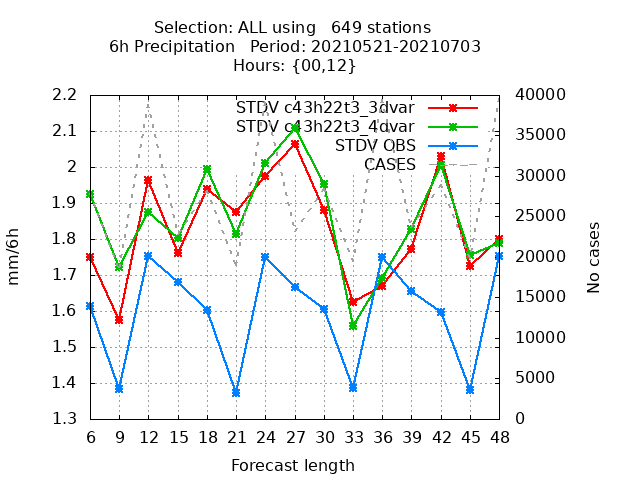 Selection: ALL using   649 stations
6h Precipitation   Period: 20210521-20210703
Hours: {00,12}
STDV c43h22t3_3dvar
STDV c43h22t3_4dvar
STDV OBS
CASES
2.2
2.1
2
1.9
1.8
1.7
1.6
1.5
1.4
1.3
mm/6h
40000
35000
30000
25000
20000
15000
10000
5000
0
No cases
6 9 12 15 18 21 24 27 30 33 36 39 42 45 48
Forecast length